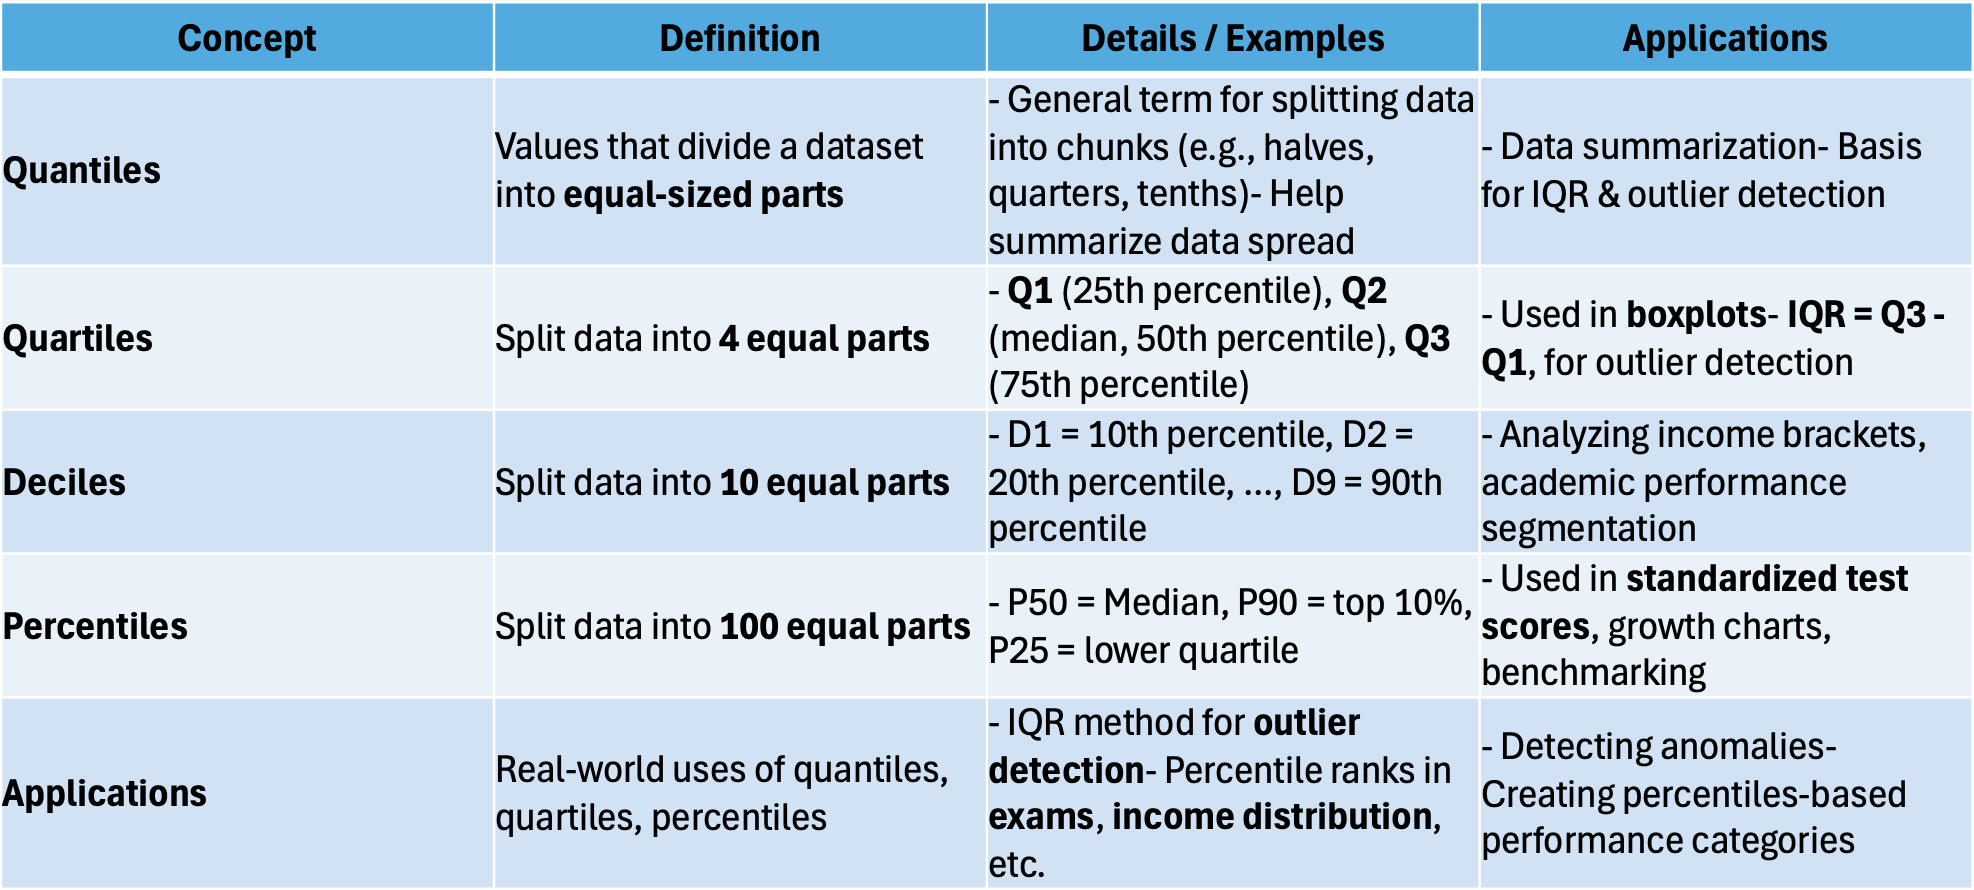 Concept
Definition
Details / Examples
Applications
Quantiles
Values that divide a dataset
into equal-sized parts
- General term for splitting data
into chunks (e.g., halves,
quarters, tenths)- Help
summarize data spread
- Data summarization- Basis
for IQR & outlier detection
Quartiles
Split data into 4 equal parts
- Q1 (25th percentile), Q2
(median, 50th percentile), Q3
(75th percentile)
- Used in boxplots- IQR = Q3 -
Q1, for outlier detection
Deciles
Split data into 10 equal parts
- D1 = 10th percentile, D2 =
20th percentile, ..., D9 = 90th
percentile
- Analyzing income brackets,
academic performance
segmentation
Percentiles
Split data into 100 equal parts
- P50 = Median, P90 = top 10%,
P25 = lower quartile
- Used in standardized test
scores, growth charts,
benchmarking
Applications
Real-world uses of quantiles,
quartiles, percentiles
- IQR method for outlier
detection- Percentile ranks in
exams, income distribution,
etc.
- Detecting anomalies-
Creating percentiles-based
performance categories